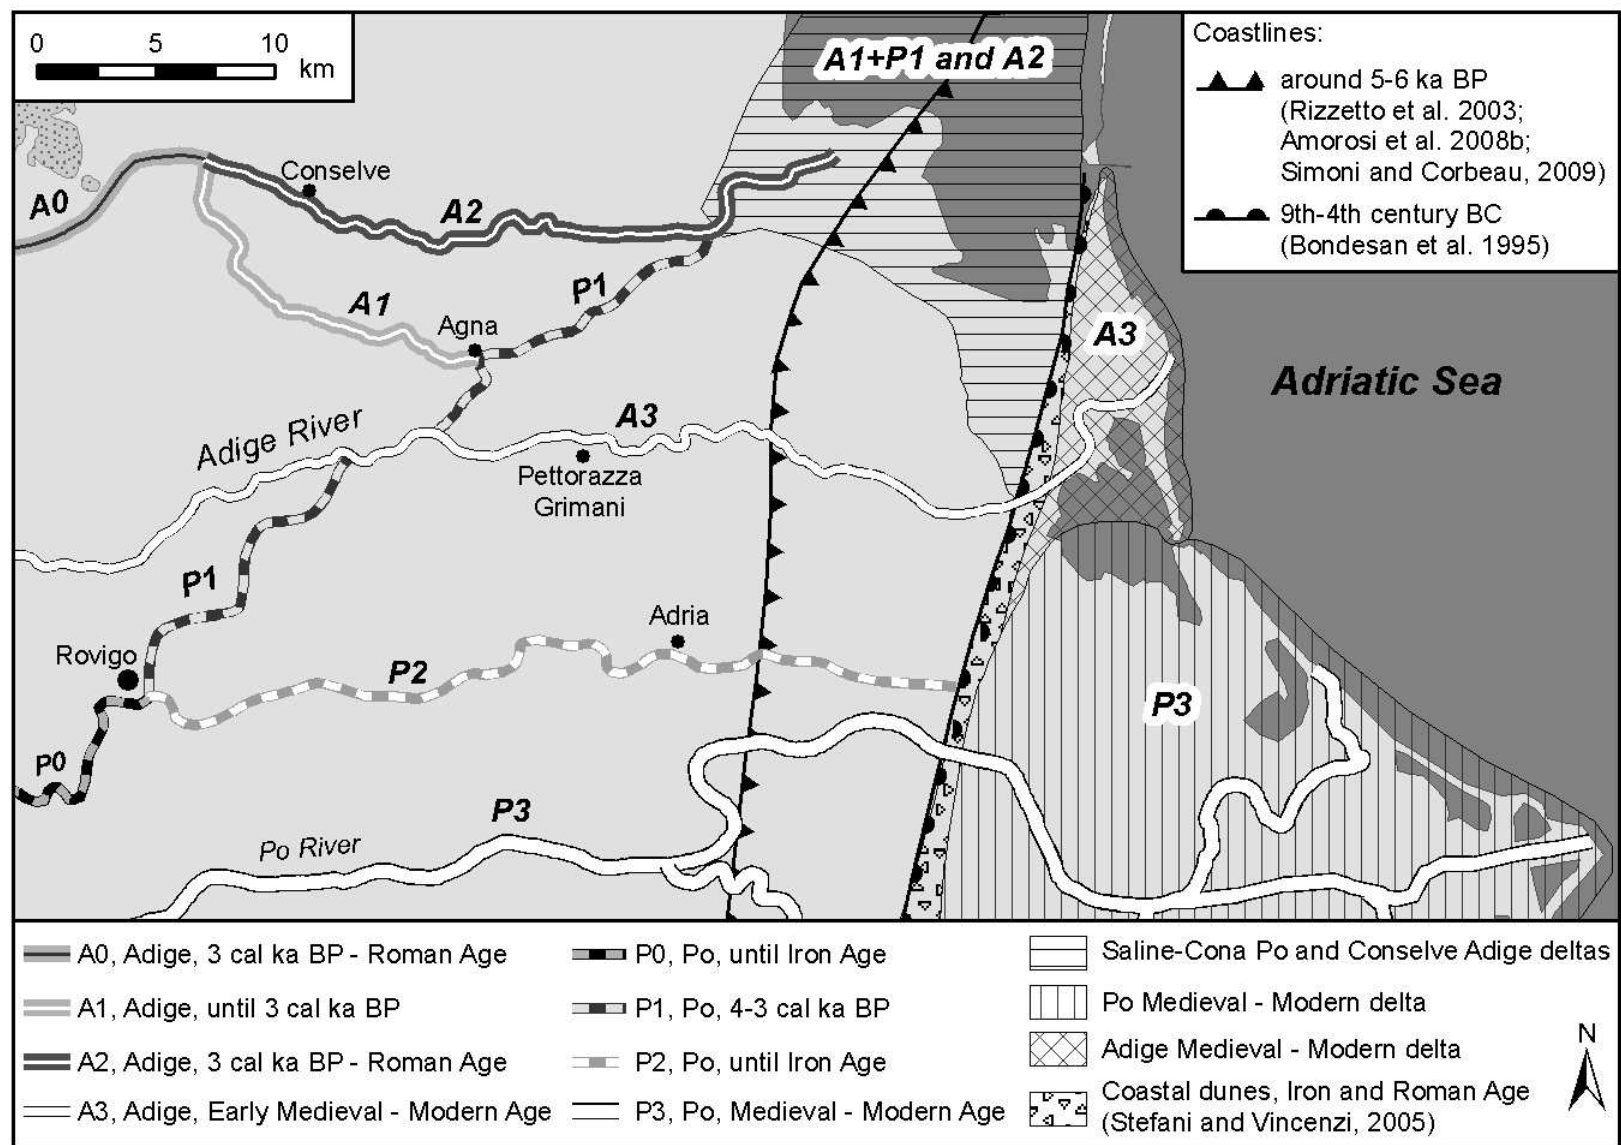 0 5 10
km
A1+P1 and A2
Coastlines:
around 5-6 ka BP
(Rizzetto et al. 2003;
Amorosi et al. 2008b;
Simoni and Corbeau, 2009)
9th-4th century BC
(Bondesan et al. 1995)
A0
Conselve
A2
P1
A1
Agna
A3
Adriatic Sea
Adige River
A3
Pettorazza
Grimani
P1
Adria
Rovigo
P2
P3
P0
P3
Po River
A0, Adige, 3 cal ka BP - Roman Age
A1, Adige, until 3 cal ka BP
A2, Adige, 3 cal ka BP - Roman Age
A3, Adige, Early Medieval - Modern Age
P0, Po, until Iron Age
P1, Po, 4-3 cal ka BP
P2, Po, until Iron Age
P3, Po, Medieval - Modern Age
Saline-Cona Po and Conselve Adige deltas
Po Medieval - Modern delta
Adige Medieval - Modern delta
Coastal dunes, Iron and Roman Age
(Stefani and Vincenzi, 2005)
N